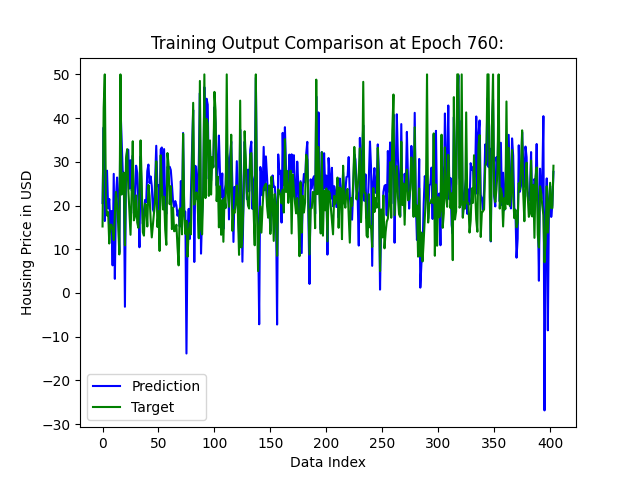 Training Output Comparison at Epoch 760:
50
40
30
20
10
0
−10
−20
−30
Housing Price in USD
Prediction
Target
0 50 100 150 200 250 300 350 400
Data Index